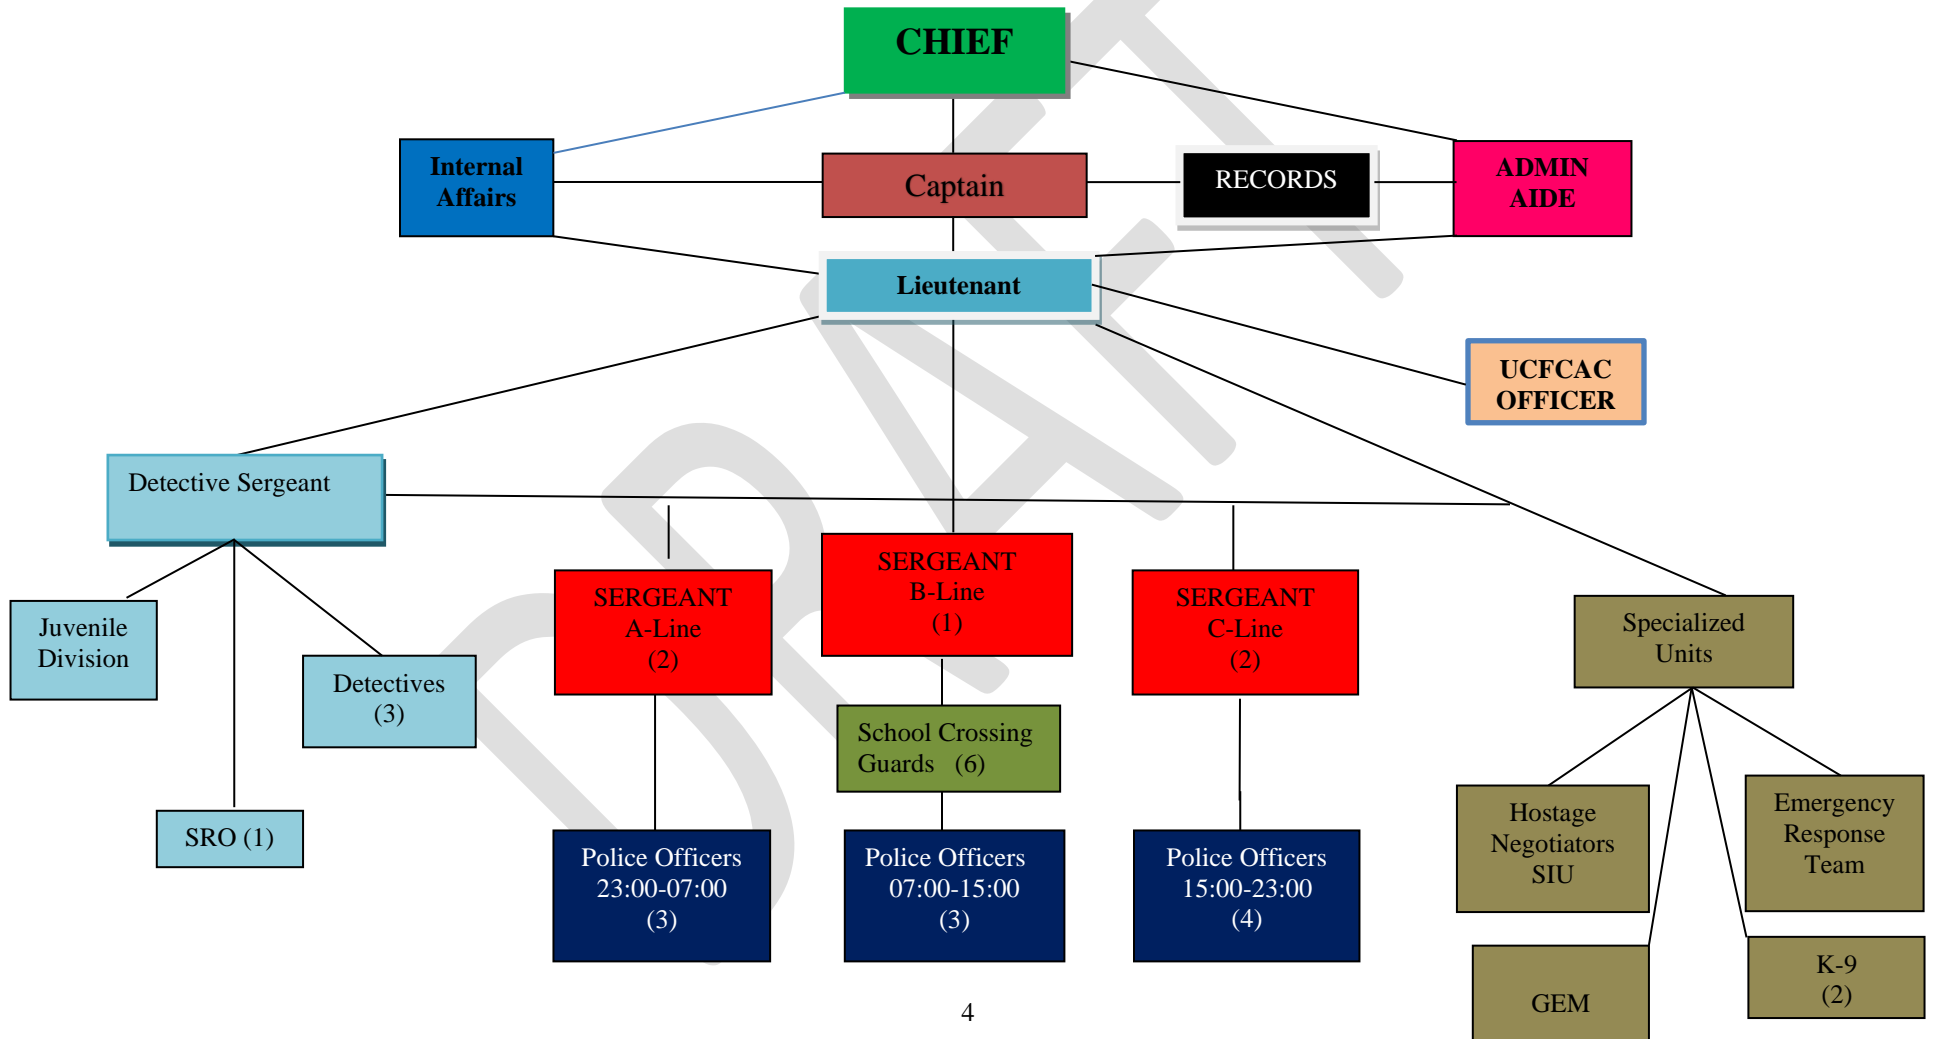 CHIEF
Internal
Affairs
Captain
RECORDS
ADMIN
AIDE
Lieutenant
UCFCAC
OFFICER
Detective Sergeant
SERGEANT
A-Line
(2)
SERGEANT
B-Line
(1)
SERGEANT
C-Line
(2)
Specialized
Units
Juvenile
Division
Detectives
(3)
School Crossing
Guards (6)
SRO (1)
Police Officers
23:00-07:00
(3)
Police Officers
07:00-15:00
(3)
Police Officers
15:00-23:00
(4)
Hostage
Negotiators
SIU
Emergency
Response
Team
GEM
K-9
(2)
4
DRAFT